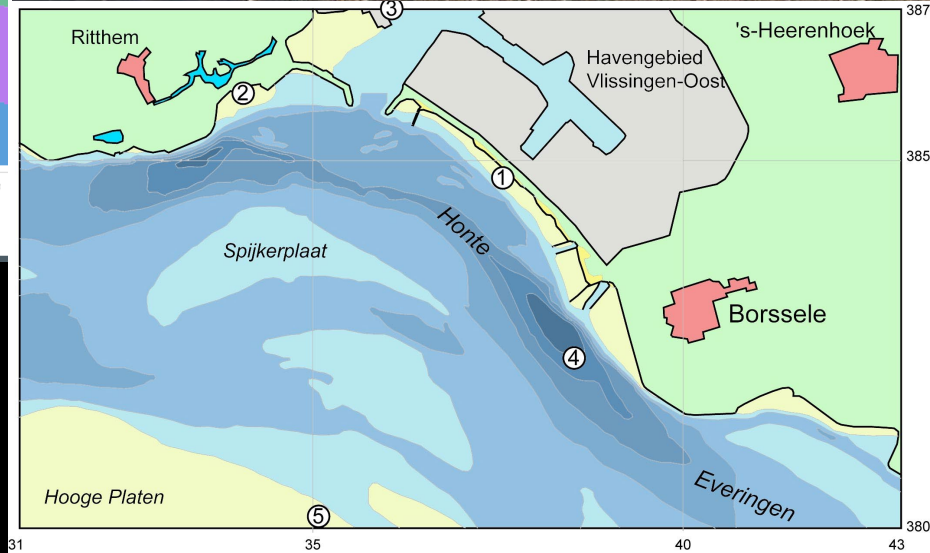 387
③
Ritthem
's-Heerenhoek
Havengebied
Vlissingen-Oost
②
385
①
Honte
Spijkerplaat
Borssele
④
Everingen
Hooge Platen
⑤
380
31
35
40
43